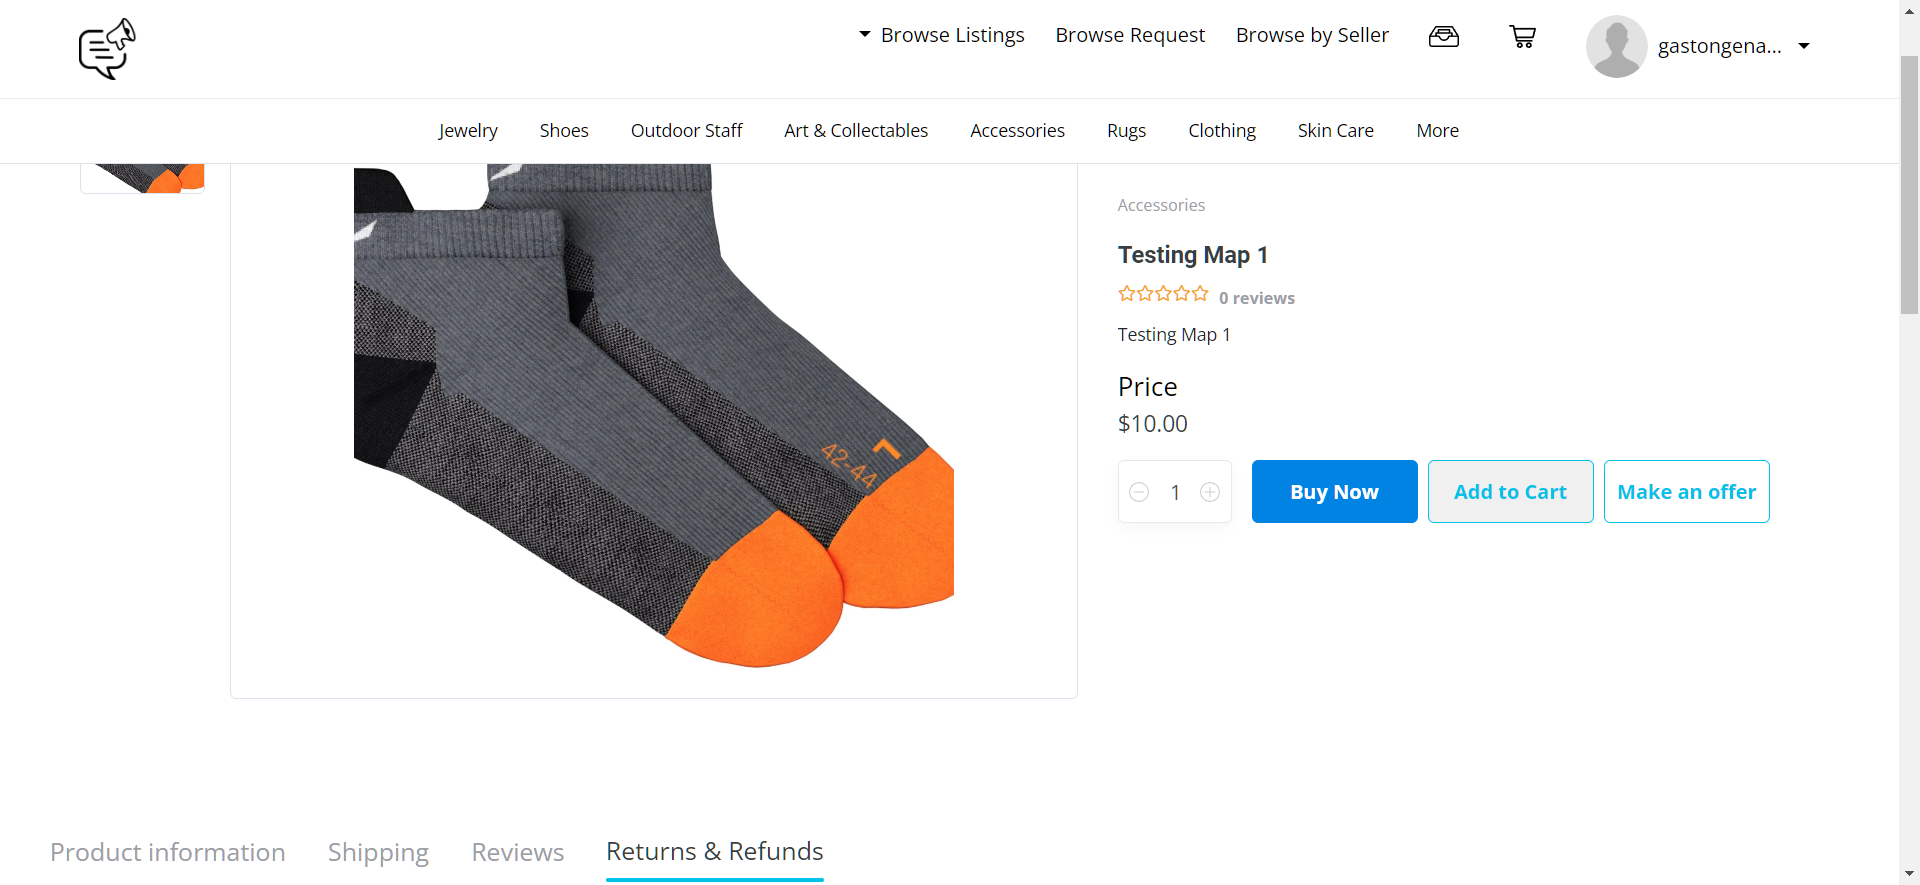 Browse Listings Browse Request Browse by Seller gastongena...
Jewelry Shoes Outdoor Staff Art & Collectables Accessories Rugs Clothing Skin Care More
Accessories
Testing Map 1
0 reviews
Testing Map 1
Price
$10.00
1 Buy Now Add to Cart Make an offer
42-44
L
Product information Shipping Reviews Returns & Refunds